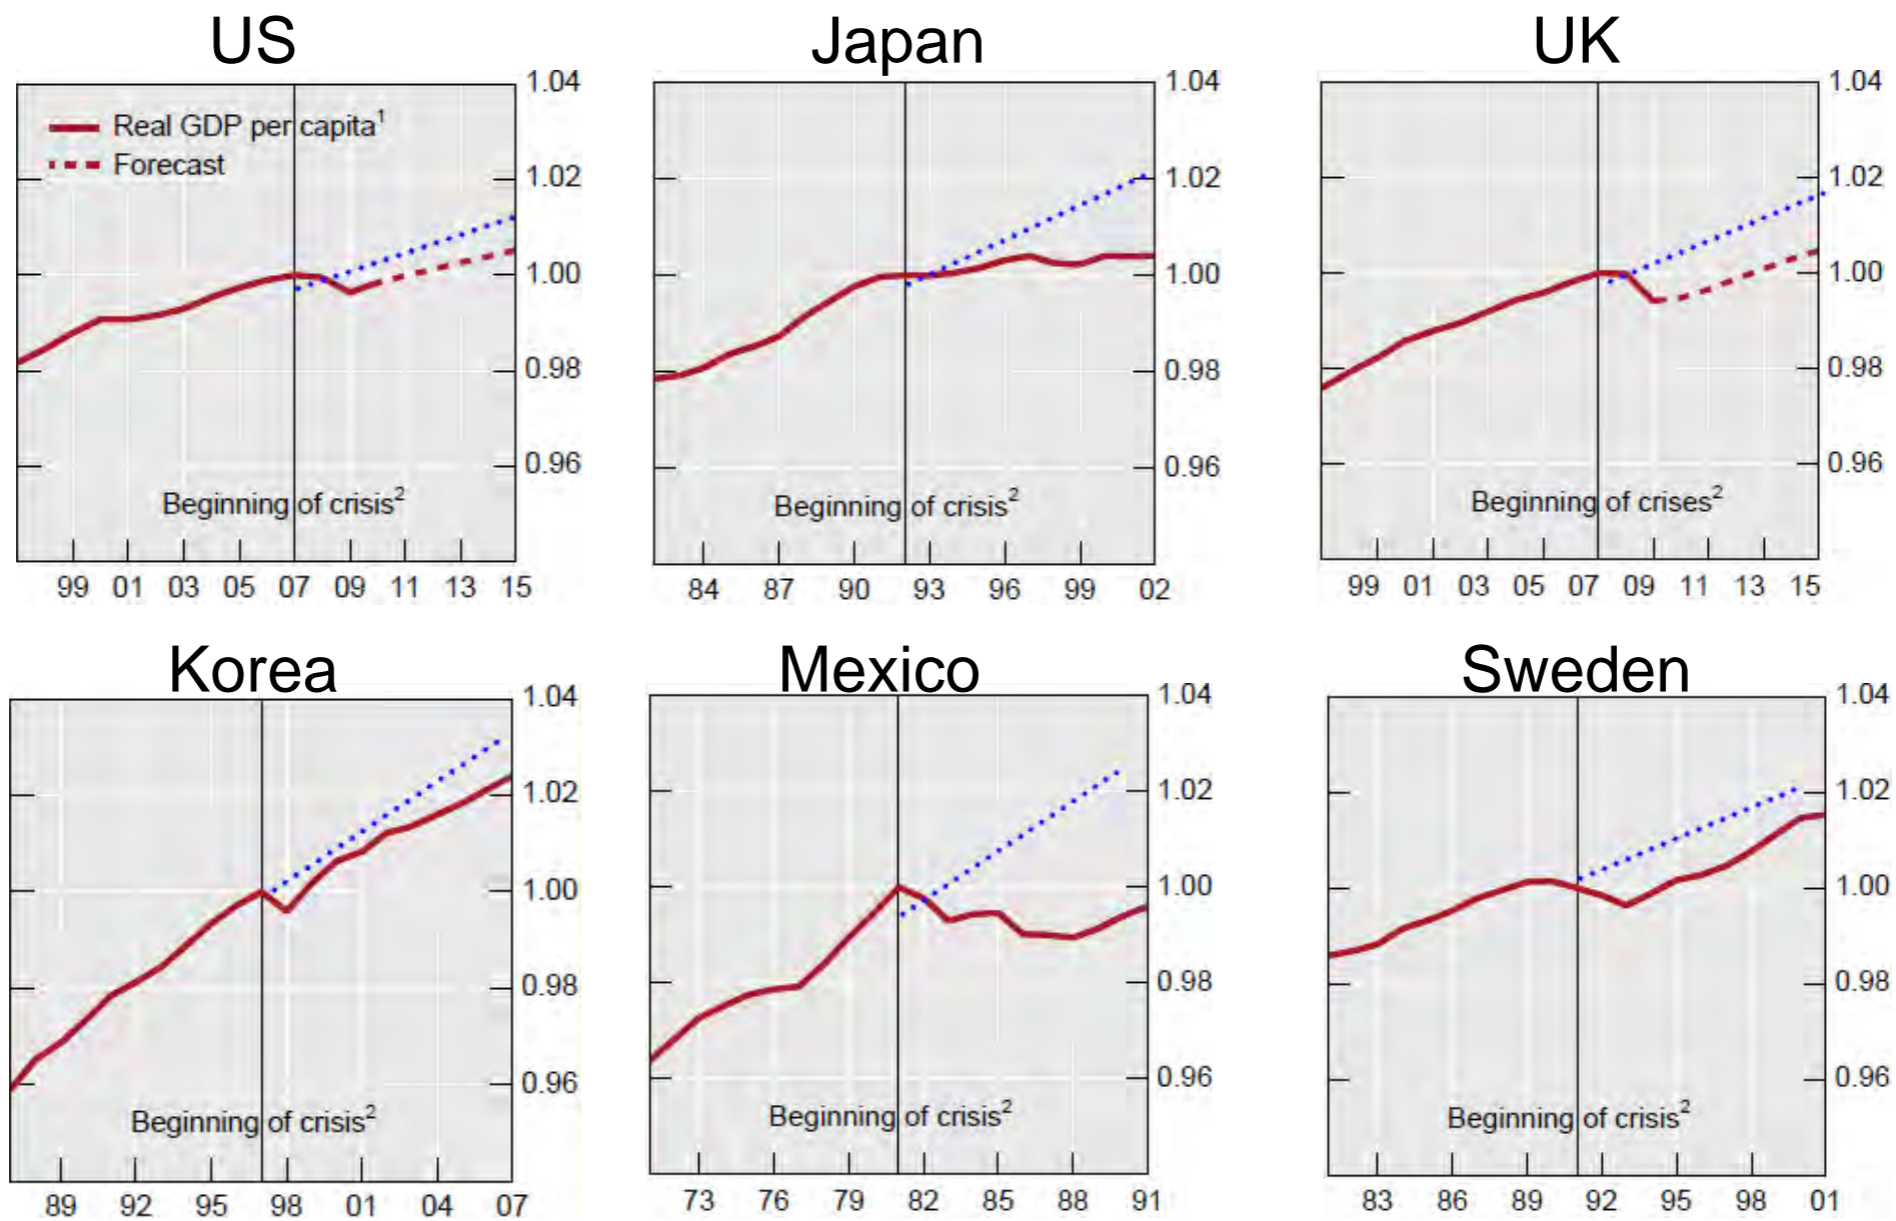 US
Japan
UK
1.04
1.02
1.00
0.98
0.96
Real GDP per capita1
Forecast
Beginning of crisis2
99 01 03 05 07 09 11 13 15
1.04
1.02
1.00
0.98
0.96
Beginning of crisis2
84 87 90 93 96 99 02
1.04
1.02
1.00
0.98
0.96
Beginning of crises2
99 01 03 05 07 09 11 13 15
Korea
Mexico
Sweden
1.04
1.02
1.00
0.98
0.96
Beginning of crisis2
89 92 95 98 01 04 07
1.04
1.02
1.00
0.98
0.96
Beginning of crisis2
73 76 79 82 85 88 91
1.04
1.02
1.00
0.98
0.96
Beginning of crisis2
83 86 89 92 95 98 01